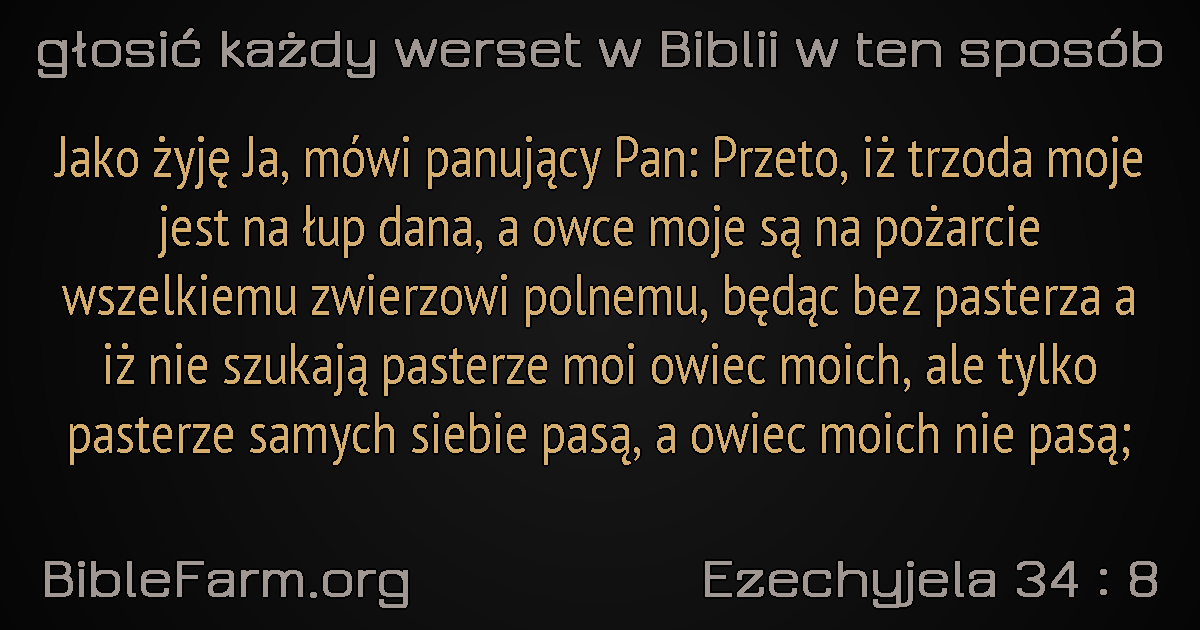 głosić każdy werset w Biblii w ten sposób
Jako żyję Ja, mówi panujący Pan: Przeto, iż trzoda moje
jest na łup dana, a owce moje są na pożarcie
wszelkiemu zwierzowi polnemu, będąc bez pasterza a
iż nie szukają pasterze moi owiec moich, ale tylko
pasterze samych siebie pasą, a owiec moich nie pasą;
BibleFarm.org
Ezechyjela 34 : 8